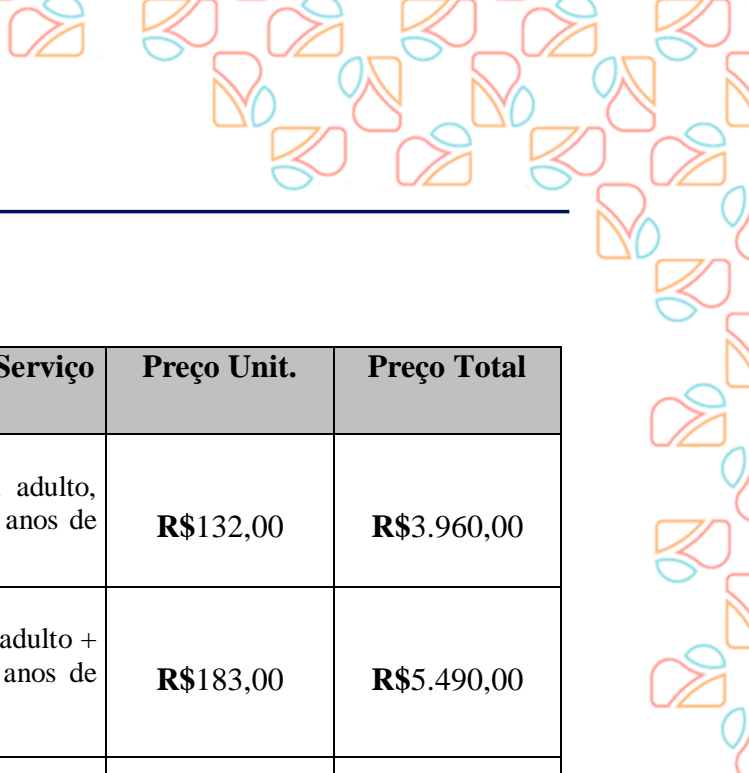 Serviço Preço Unit. Preço Total
adulto,
anos de
R$132,00 R$3.960,00
adulto +
anos de
R$183,00 R$5.490,00